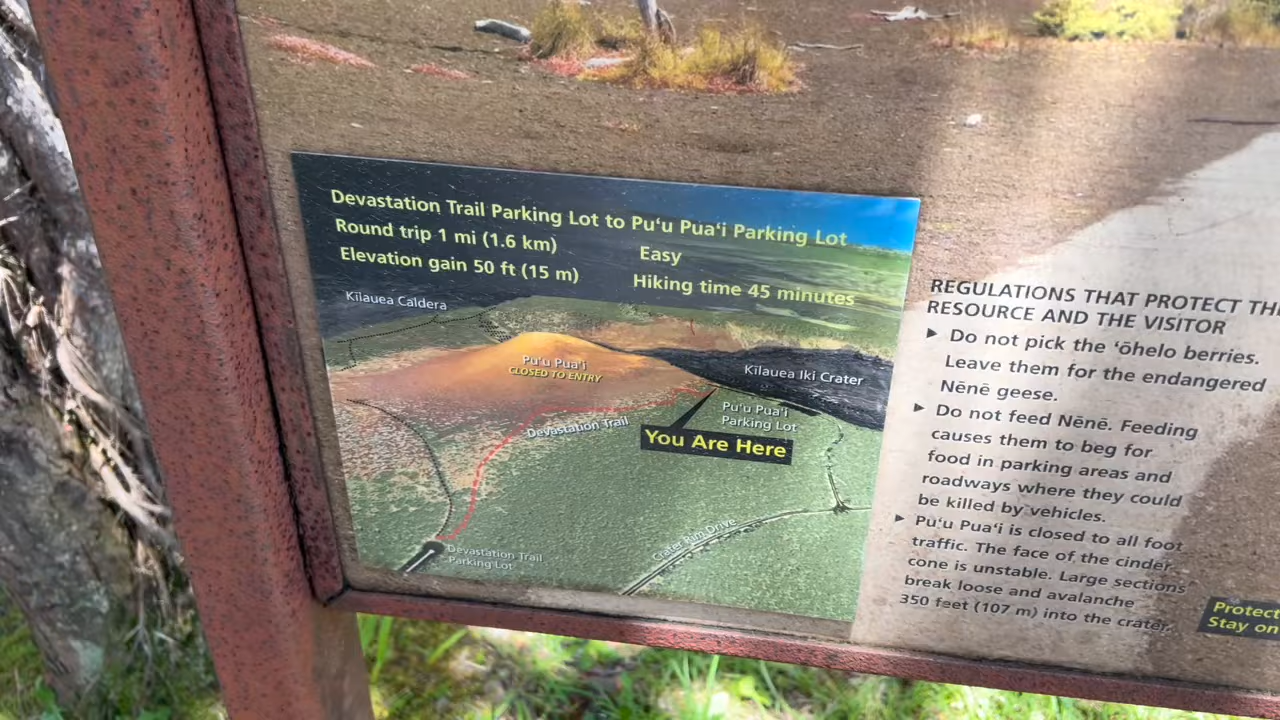 Devastation Trail Parking Lot to Pu‘u Pua‘i Parking Lot
Round trip 1 mi (1.6 km)
Easy
Elevation gain 50 ft (15 m)
Hiking time 45 minutes
Kīlauea Caldera
Pu‘u Pua‘i
CLOSED TO ENTRY
Kīlauea Iki Crater
Pu‘u Pua‘i
Parking Lot
Devastation Trail
You Are Here
Crater Rim Drive
Devastation Trail
Parking Lot
REGULATIONS THAT PROTECT THE
RESOURCE AND THE VISITOR
▶ Do not pick the ‘ōhelo berries.
Leave them for the endangered
Nēnē geese.
▶ Do not feed Nēnē. Feeding
causes them to beg for
food in parking areas and
roadways where they could
be killed by vehicles.
▶ Pu‘u Pua‘i is closed to all foot
traffic. The face of the cinder
cone is unstable. Large sections
break loose and avalanche
350 feet (107 m) into the crater.
Protect
Stay on